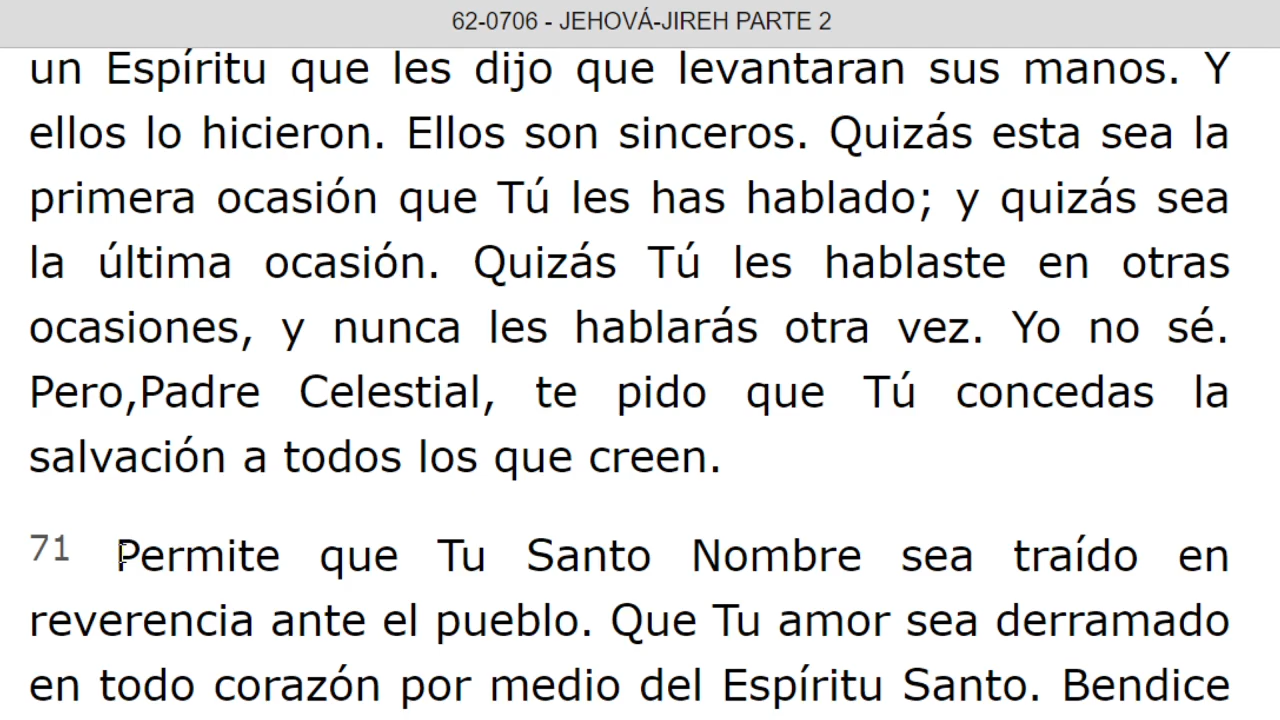 62-0706 - JEHOVÁ-JIREH PARTE 2
un Espíritu que les dijo que levantaran sus manos. Y
ellos lo hicieron. Ellos son sinceros. Quizás esta sea la
primera ocasión que Tú les has hablado; y quizás sea
la última ocasión. Quizás Tú les hablaste en otras
ocasiones, y nunca les hablarás otra vez. Yo no sé.
Pero,Padre Celestial, te pido que Tú concedas la
salvación a todos los que creen.
71 Permite que Tu Santo Nombre sea traído en
reverencia ante el pueblo. Que Tu amor sea derramado
en todo corazón por medio del Espíritu Santo. Bendice